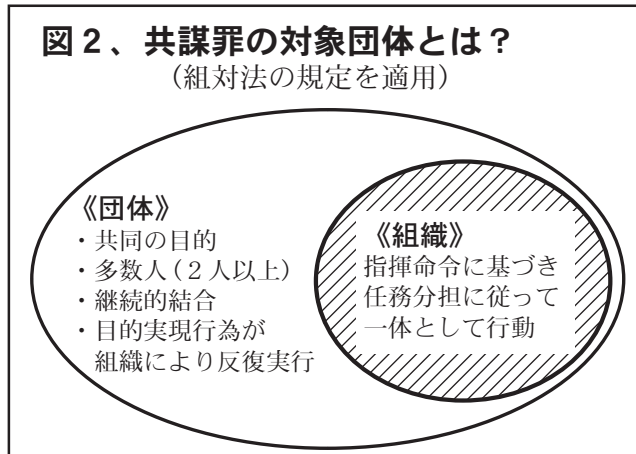 図２、共謀罪の対象団体とは？
（組対法の規定を適用）
《団体》
・共同の目的
・多数人（２人以上）
・継続的結合
・目的実現行為が
組織により反復実行
《組織》
指揮命令に基づき
任務分担に従って
一体として行動